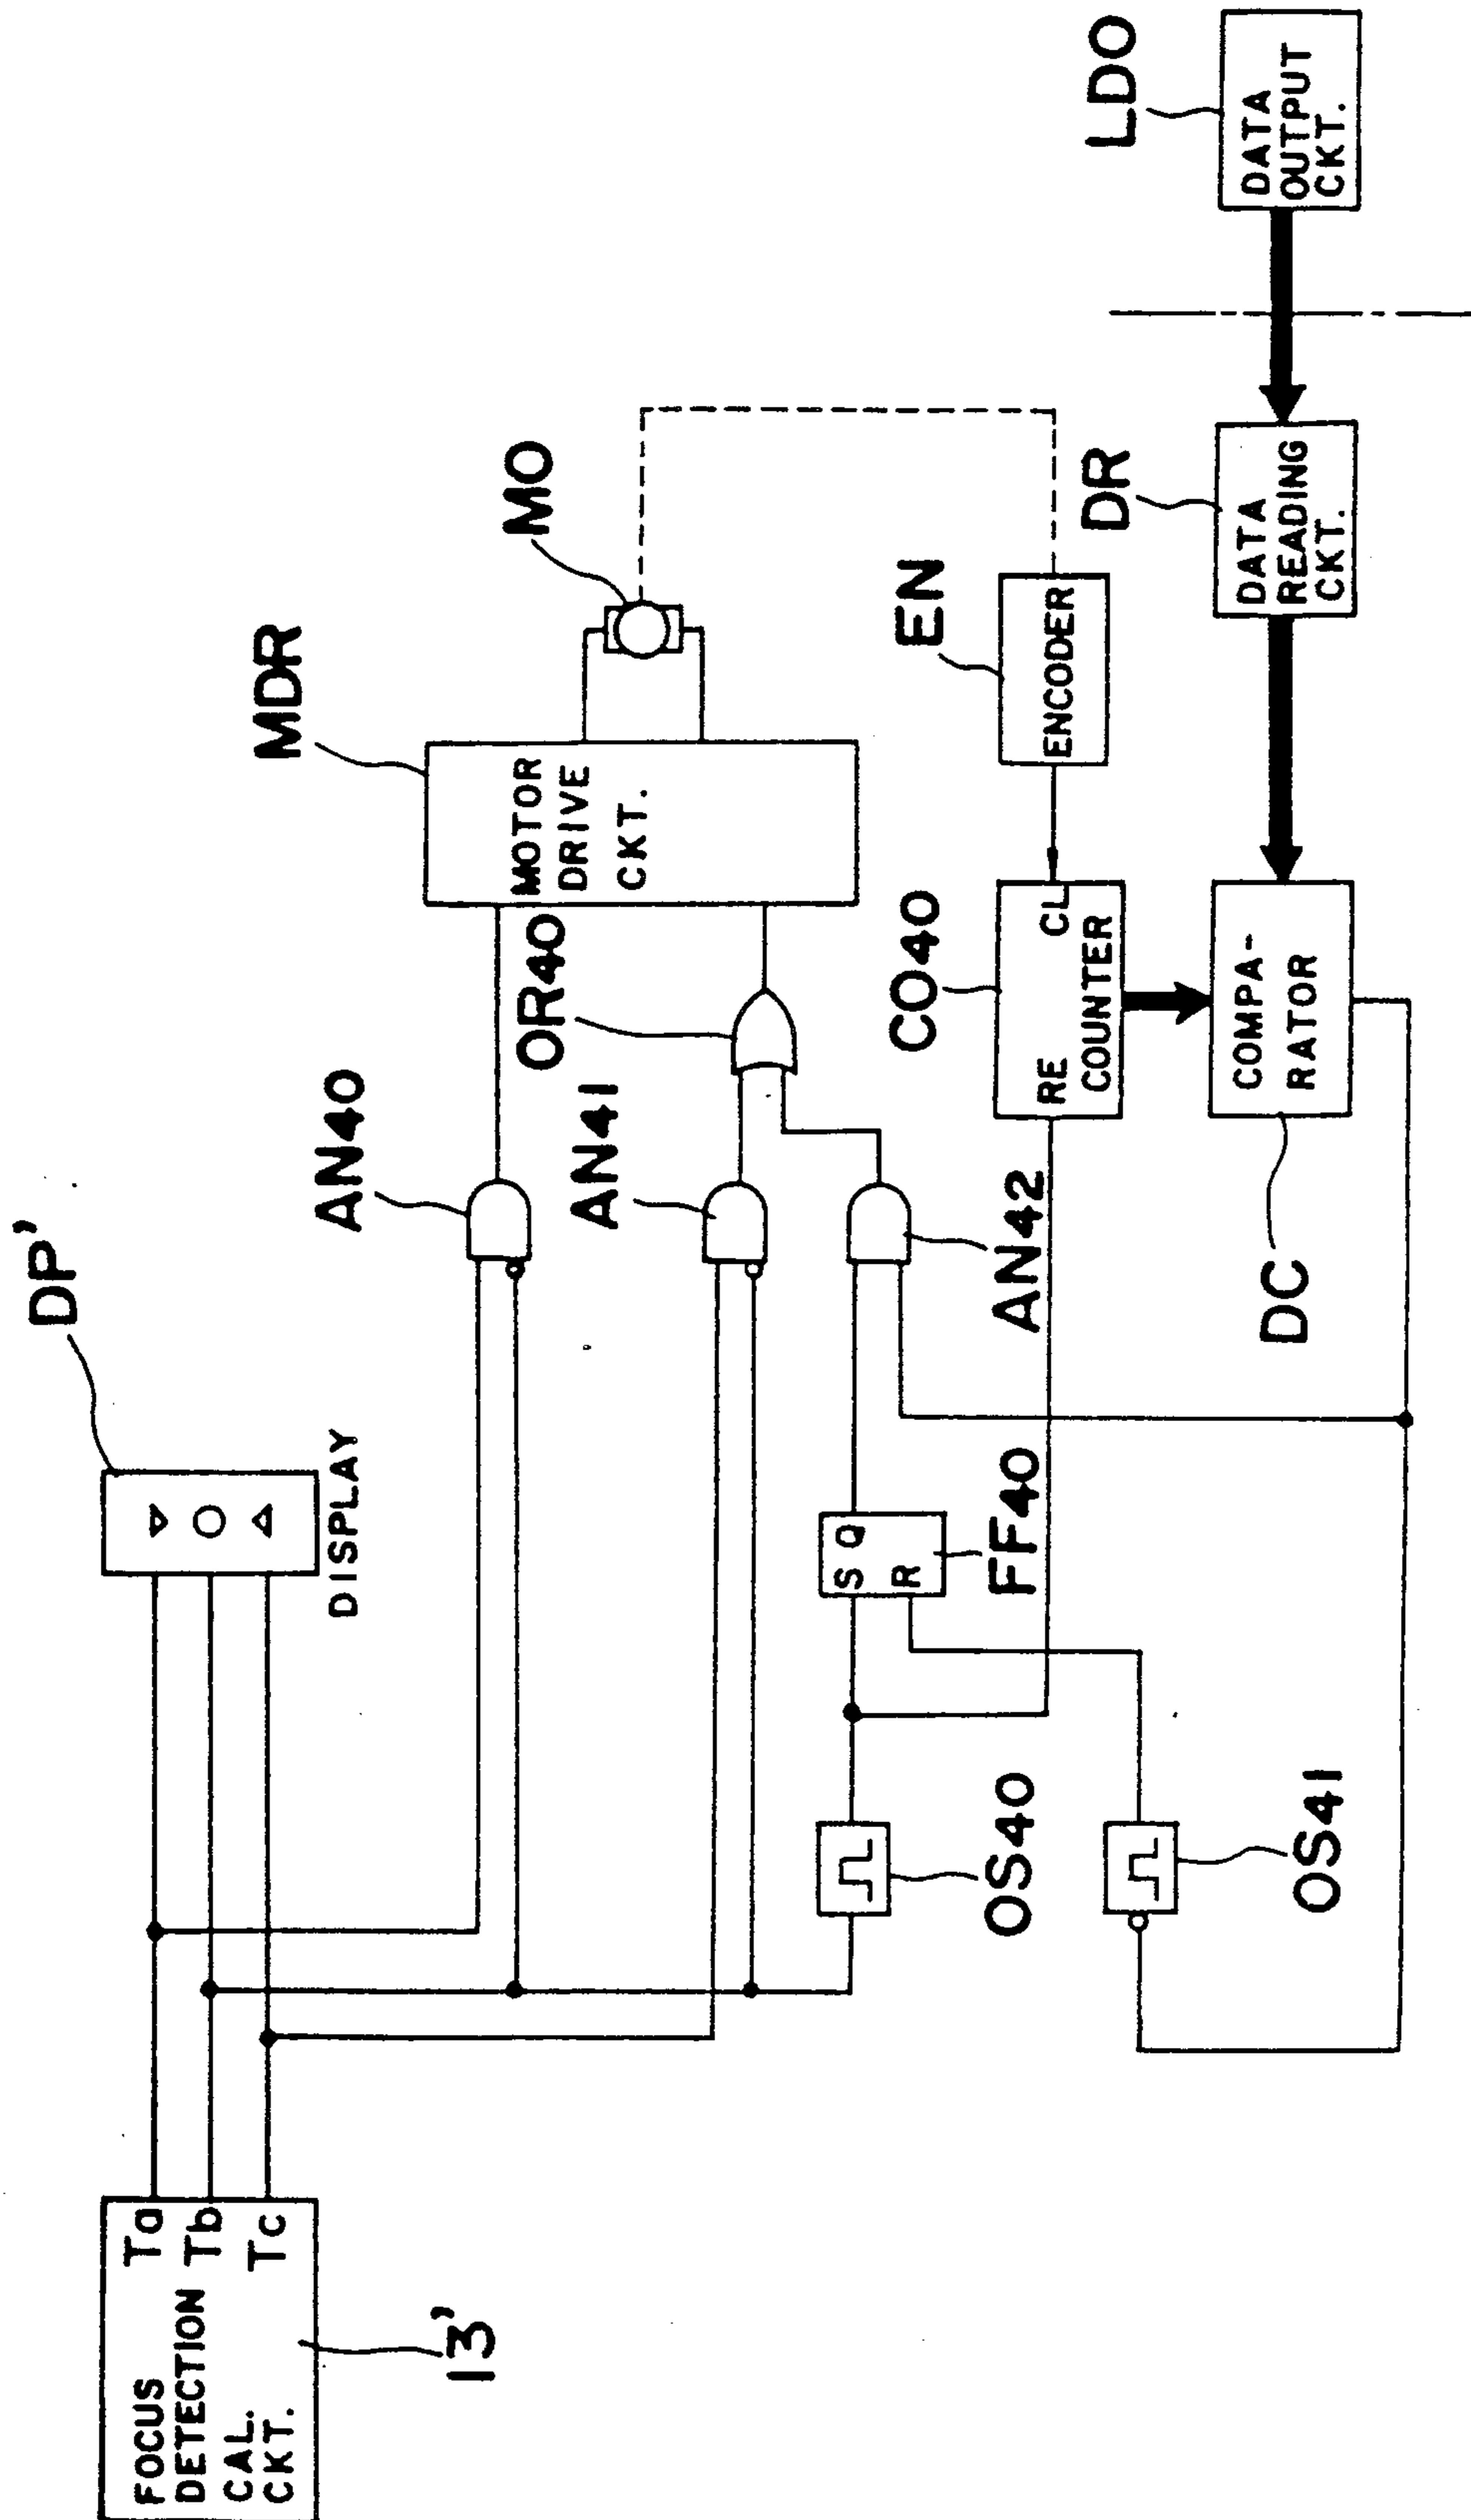 FOCUS
DETECTION
CAL.
CKT.
Ta
Tb
Tc
13'
DP'
DISPLAY
AN40
AN41
OR40
MDR
MOTOR
DRIVE
CKT.
MO
OS40
OS41
S Q
R
FF40
AN42
CO40
RE CL
COUNTER
EN
ENCODER
COMPA-
RATOR
DC
DR
DATA
READING
CKT.
LDO
DATA
OUTPUT
CKT.